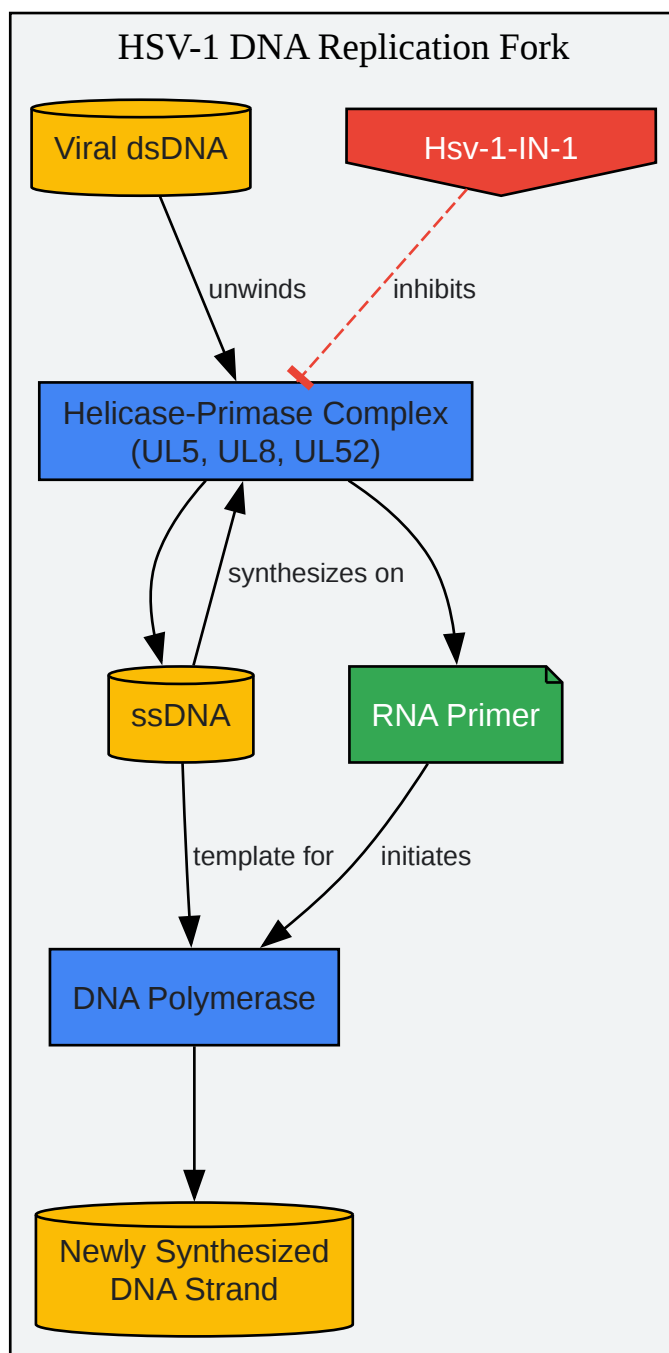 HSV-1 DNA Replication Fork
Viral dsDNA
Hsv-1-IN-1
unwinds
inhibits
Helicase-Primase Complex
(UL5, UL8, UL52)
synthesizes on
ssDNA
RNA Primer
template for
initiates
DNA Polymerase
Newly Synthesized
DNA Strand